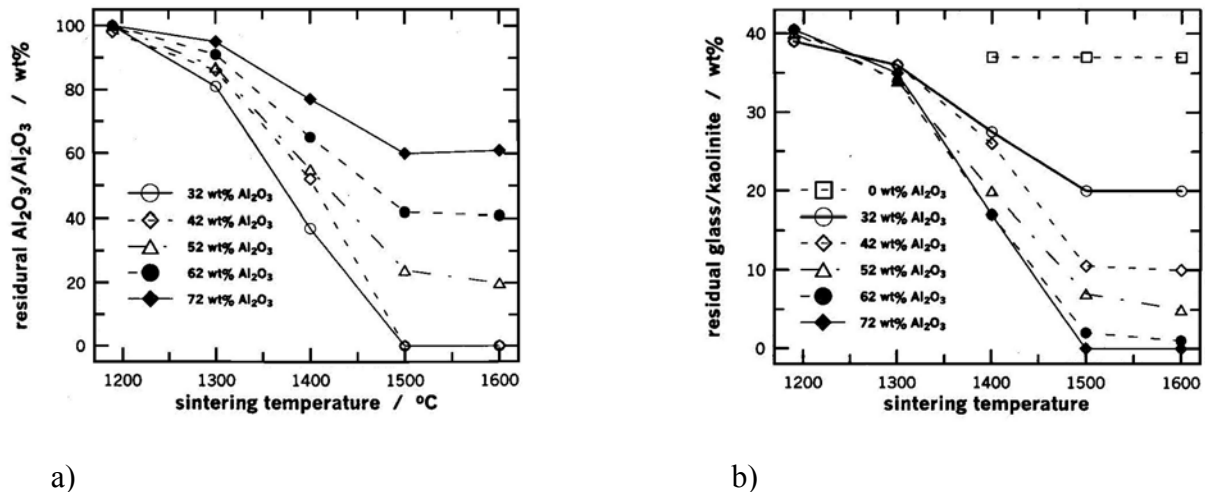 100
80
60
40
20
0
residural Al₂O₃/Al₂O₃ / wt%
32 wt% Al₂O₃
42 wt% Al₂O₃
52 wt% Al₂O₃
62 wt% Al₂O₃
72 wt% Al₂O₃
1200 1300 1400 1500 1600
sintering temperature / ºC
a)
40
30
20
10
0
residual glass/kaolinite / wt%
0 wt% Al₂O₃
32 wt% Al₂O₃
42 wt% Al₂O₃
52 wt% Al₂O₃
62 wt% Al₂O₃
72 wt% Al₂O₃
1200 1300 1400 1500 1600
sintering temperature
b)